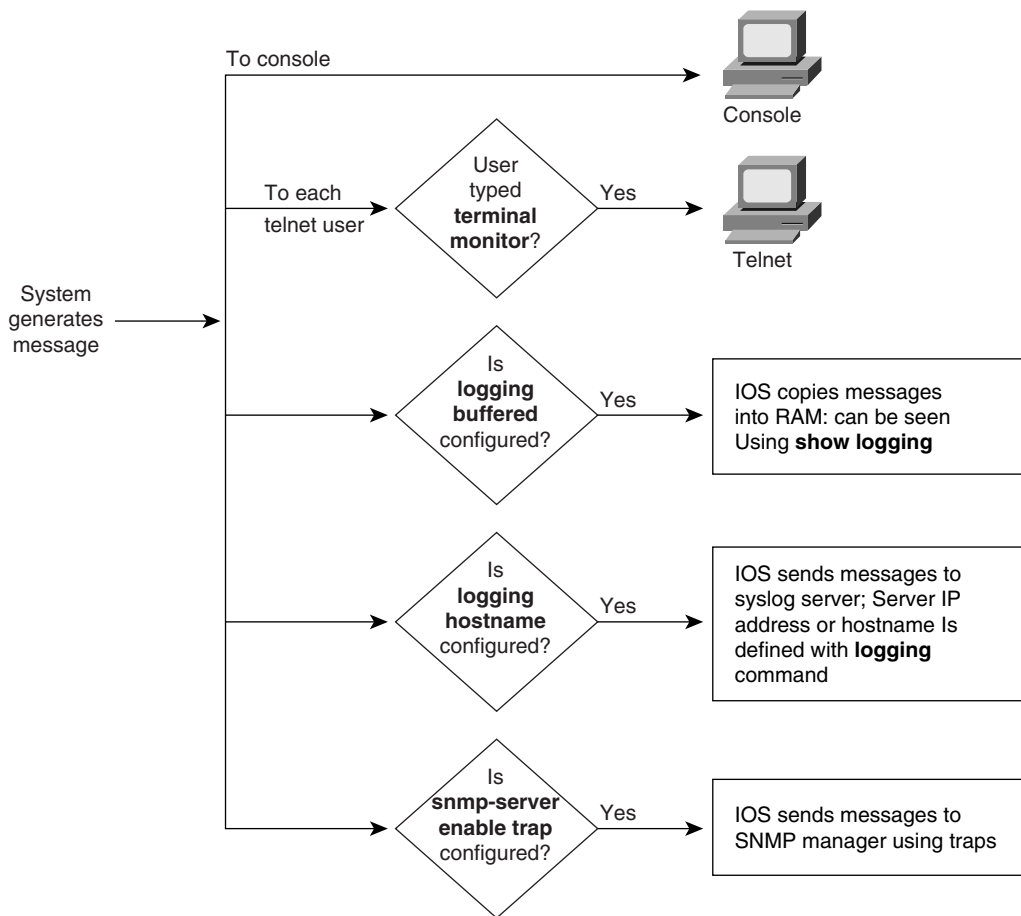 To console
Console
User
typed
terminal
monitor?
To each
telnet user
Yes
Telnet
System
generates
message
Is
logging
buffered
configured?
Yes
IOS copies messages
into RAM: can be seen
Using show logging
Is
logging
hostname
configured?
Yes
IOS sends messages to
syslog server; Server IP
address or hostname Is
defined with logging
command
Is
snmp-server
enable trap
configured?
Yes
IOS sends messages to
SNMP manager using traps